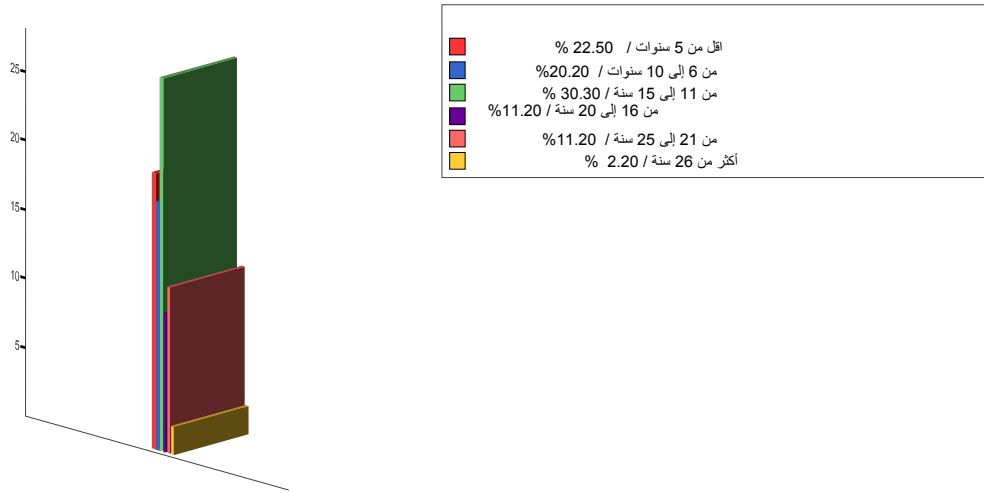 25
20
15
10
5
اقل من 5 سنوات / 22.50 %
من 6 إلى 10 سنوات / 20.20%
من 11 إلى 15 سنة / 30.30 %
من 16 إلى 20 سنة / 11.20%
من 21 إلى 25 سنة / 11.20%
أكثر من 26 سنة / 2.20 %